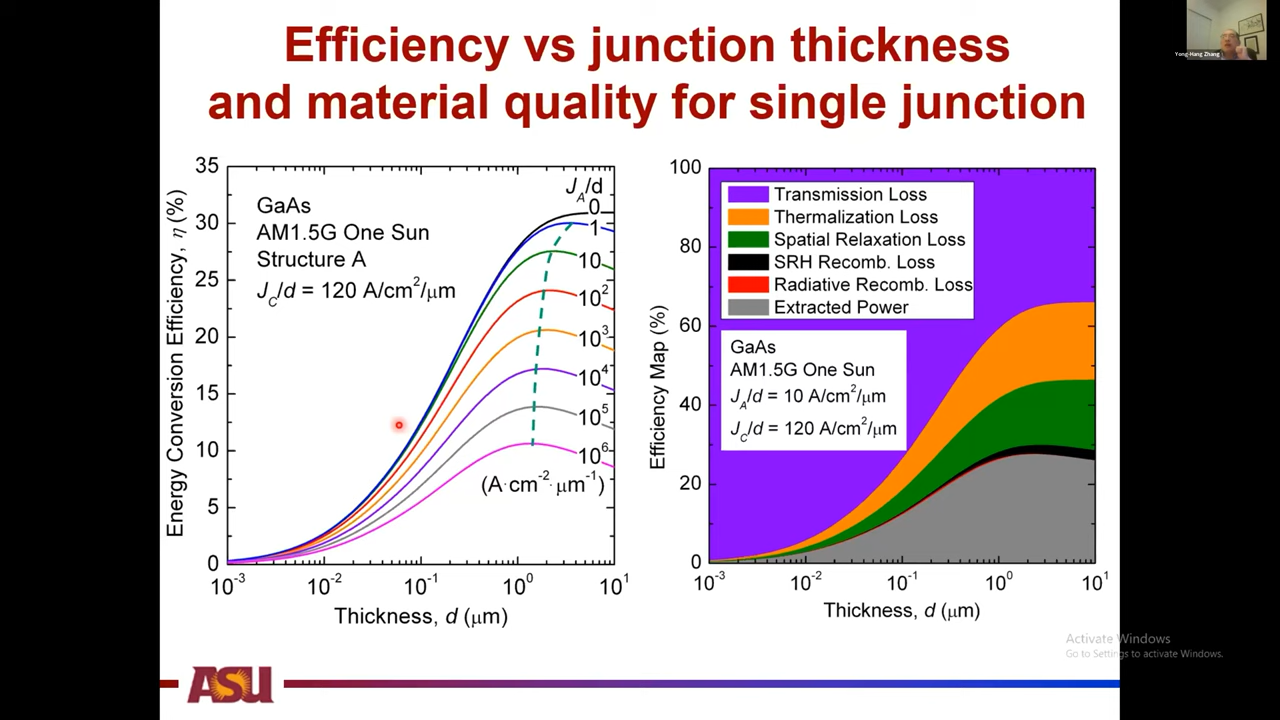 Yong-Hang Zhang
Efficiency vs junction thickness
and material quality for single junction
35
30
25
20
15
10
5
0
Energy Conversion Efficiency, η (%)
GaAs
AM1.5G One Sun
Structure A
J_C/d = 120 A/cm²/μm
J_A/d
0
1
10
10²
10³
10⁴
10⁵
10⁶
(A·cm⁻²·μm⁻¹)
10⁻³
10⁻²
10⁻¹
10⁰
10¹
Thickness, d (μm)
100
80
60
40
20
0
Efficiency Map (%)
Transmission Loss
Thermalization Loss
Spatial Relaxation Loss
SRH Recomb. Loss
Radiative Recomb. Loss
Extracted Power
GaAs
AM1.5G One Sun
J_A/d = 10 A/cm²/μm
J_C/d = 120 A/cm²/μm
10⁻³
10⁻²
10⁻¹
10⁰
10¹
Thickness, d (μm)
Activate Windows
Go to Settings to activate Windows.
ASU